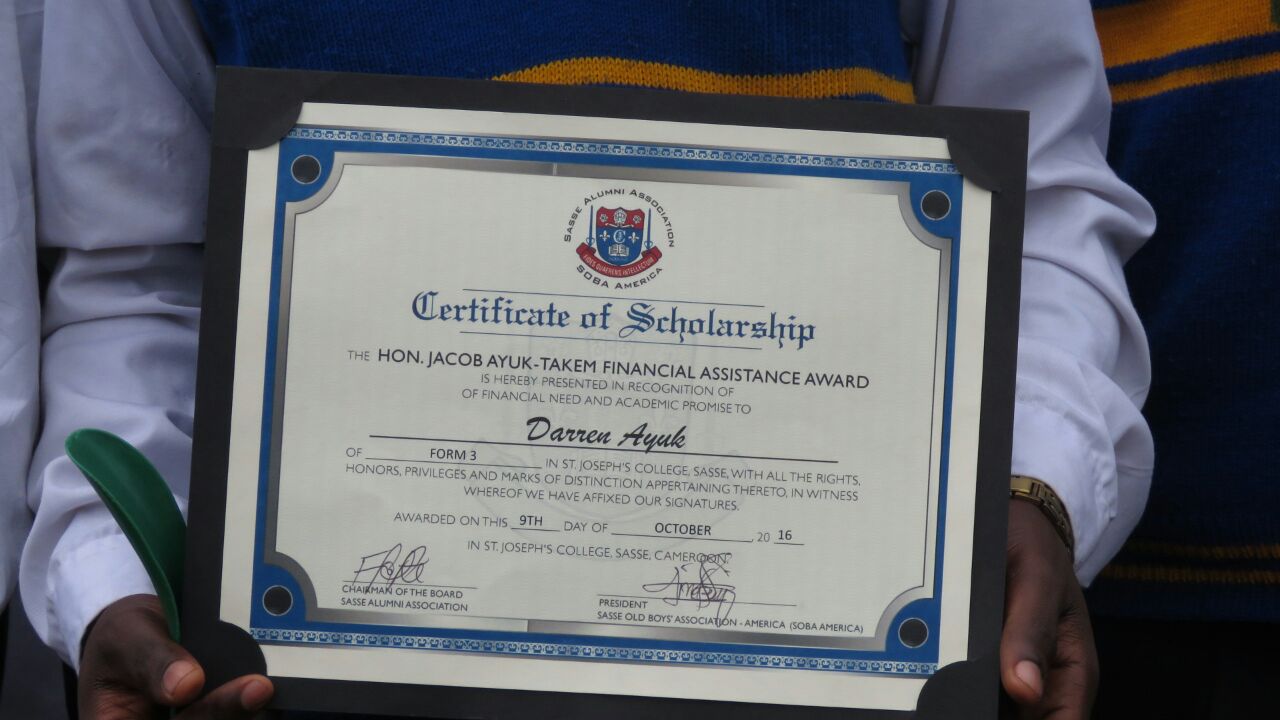 SASSE ALUMNI ASSOCIATION
FIDES QUAERENS INTELLECTUM
SOBA AMERICA
Certificate of Scholarship
THE HON. JACOB AYUK-TAKEM FINANCIAL ASSISTANCE AWARD
IS HEREBY PRESENTED IN RECOGNITION OF
OF FINANCIAL NEED AND ACADEMIC PROMISE TO
Darren Ayuk
OF FORM 3 IN ST. JOSEPH'S COLLEGE, SASSE, WITH ALL THE RIGHTS,
HONORS, PRIVILEGES AND MARKS OF DISTINCTION APPERTAINING THERETO, IN WITNESS
WHEREOF WE HAVE AFFIXED OUR SIGNATURES.
AWARDED ON THIS 9TH DAY OF OCTOBER, 20 16
IN ST. JOSEPH'S COLLEGE, SASSE, CAMEROON.
CHAIRMAN OF THE BOARD
SASSE ALUMNI ASSOCIATION
PRESIDENT
SASSE OLD BOYS' ASSOCIATION - AMERICA (SOBA AMERICA)